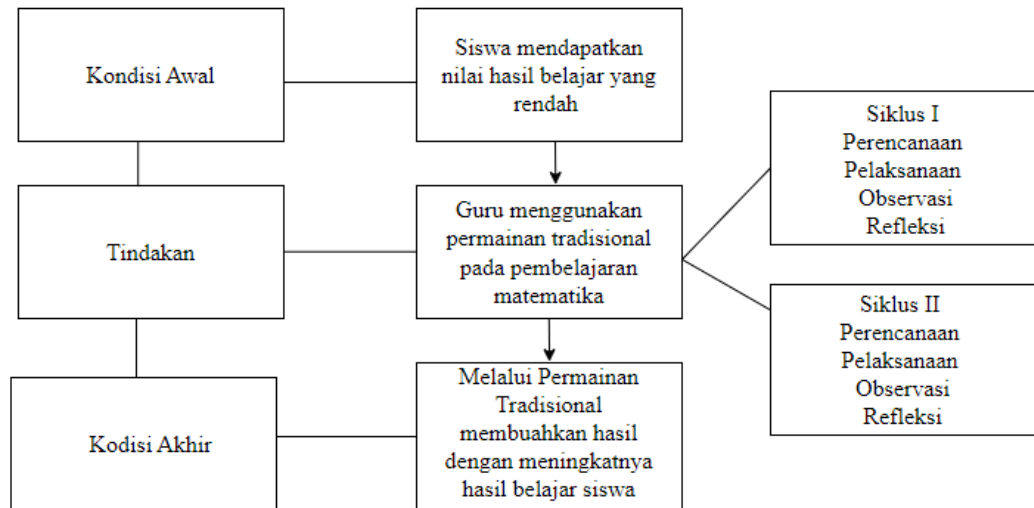 Kondisi Awal
Siswa mendapatkan
nilai hasil belajar yang
rendah
Tindakan
Guru menggunakan
permainan tradisional
pada pembelajaran
matematika
Siklus I
Perencanaan
Pelaksanaan
Observasi
Refleksi
Siklus II
Perencanaan
Pelaksanaan
Observasi
Refleksi
Kodisi Akhir
Melalui Permainan
Tradisional
membuahkan hasil
dengan meningkatnya
hasil belajar siswa